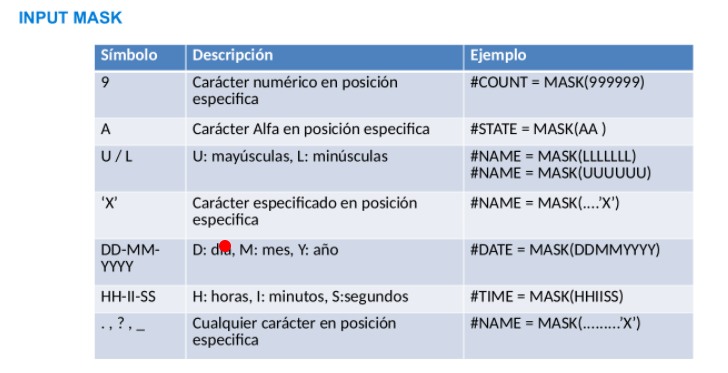 INPUT MASK
Símbolo Descripción Ejemplo
9 Carácter numérico en posición #COUNT = MASK(999999)
especifica
A Carácter Alfa en posición especifica #STATE = MASK(AA )
U / L U: mayúsculas, L: minúsculas #NAME = MASK(LLLLLLL)
#NAME = MASK(UUUUUU)
‘X’ Carácter especificado en posición #NAME = MASK(....’X’)
especifica
DD-MM- D: día, M: mes, Y: año #DATE = MASK(DDMMYYYY)
YYYY
HH-II-SS H: horas, I: minutos, S:segundos #TIME = MASK(HHIISS)
. , ? , _ Cualquier carácter en posición #NAME = MASK(.........’X’)
especifica